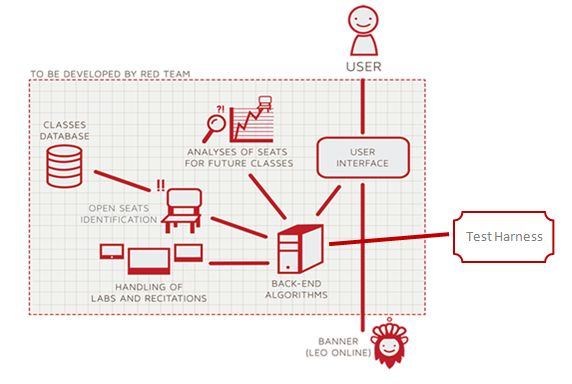 USER
TO BE DEVELOPED BY RED TEAM
CLASSES
DATABASE
?!
ANALYSES OF SEATS
FOR FUTURE CLASSES
USER
INTERFACE
!!
OPEN SEATS
IDENTIFICATION
Test Harness
HANDLING OF
LABS AND RECITATIONS
BACK-END
ALGORITHMS
BANNER
(LEO ONLINE)